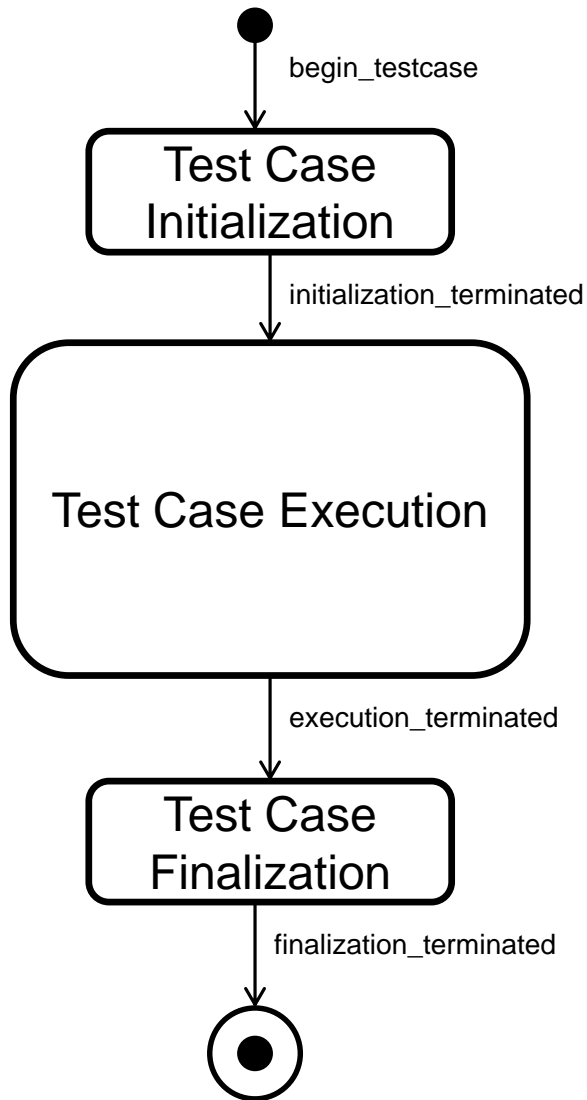 begin_testcase
Test Case
Initialization
initialization_terminated
Test Case Execution
execution_terminated
Test Case
Finalization
finalization_terminated